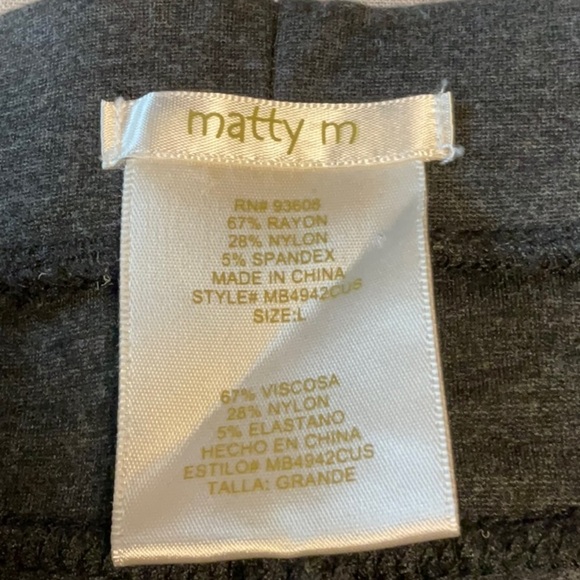 matty m
RN# 93606
67% RAYON
28% NYLON
5% SPANDEX
MADE IN CHINA
STYLE# MB4942CUS
SIZE:L
67% VISCOSA
28% NYLON
5% ELASTANO
HECHO EN CHINA
ESTILO# MB4942CUS
TALLA: GRANDE